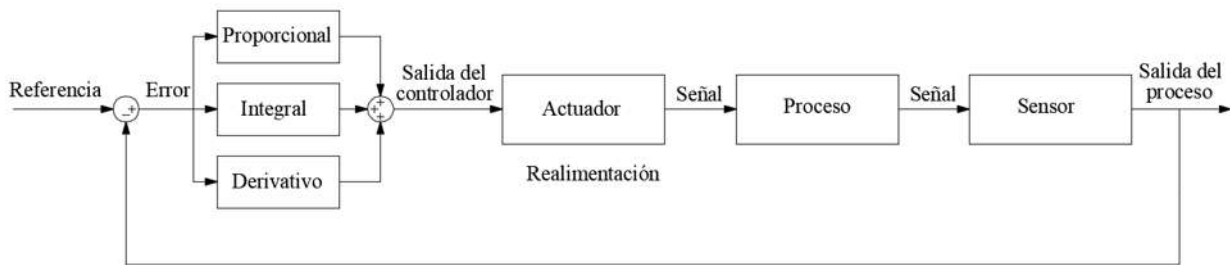 Proporcional
Referencia
Error
Integral
Derivativo
Salida del
controlador
Actuador
Señal
Proceso
Señal
Sensor
Salida del
proceso
Realimentación
+
−
+
+
+